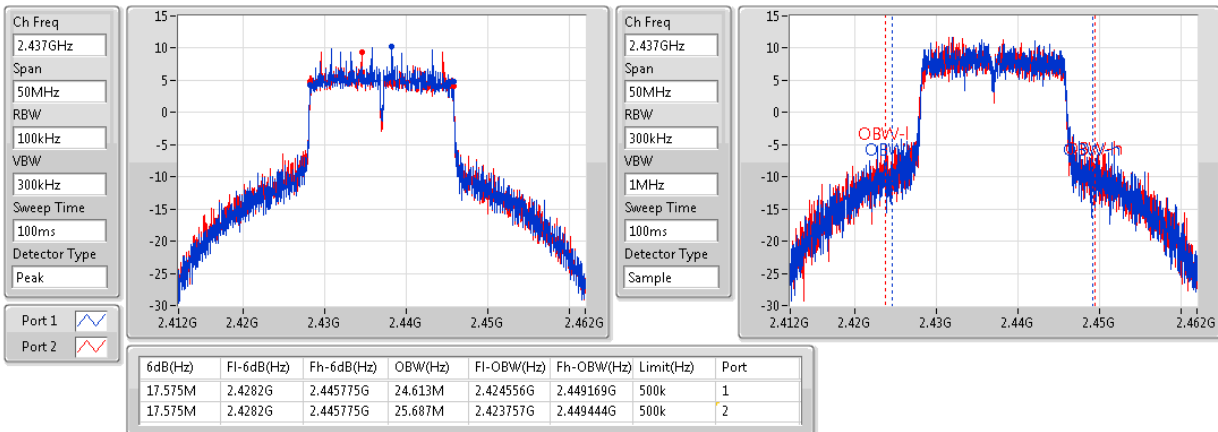 Ch Freq
2.437GHz
Span
50MHz
RBW
100kHz
VBW
300kHz
Sweep Time
100ms
Detector Type
Peak
Port 1
Port 2
15
10
5
0
-5
-10
-15
-20
-25
-30
2.412G 2.42G 2.43G 2.44G 2.45G 2.462G
Ch Freq
2.437GHz
Span
50MHz
RBW
300kHz
VBW
1MHz
Sweep Time
100ms
Detector Type
Sample
15
10
5
0
-5
-10
-15
-20
-25
-30
OBW-l
OBW-h
2.412G 2.42G 2.43G 2.44G 2.45G 2.462G
6dB(Hz) Fl-6dB(Hz) Fh-6dB(Hz) OBW(Hz) Fl-OBW(Hz) Fh-OBW(Hz) Limit(Hz) Port
17.575M 2.4282G 2.445775G 24.613M 2.424556G 2.449169G 500k 1
17.575M 2.4282G 2.445775G 25.687M 2.423757G 2.449444G 500k 2